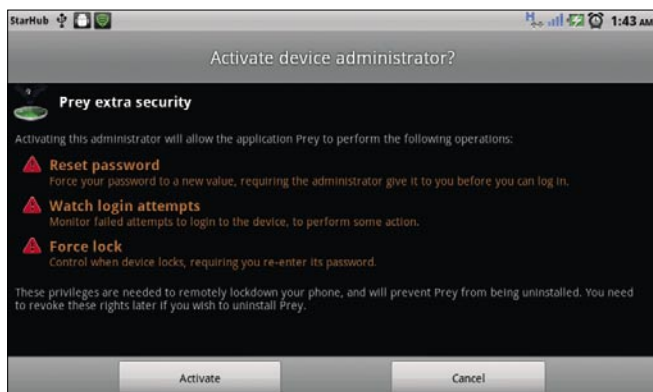 StarHub
H
1:43 AM
Activate device administrator?
Prey extra security
Activating this administrator will allow the application Prey to perform the following operations:
Reset password
Force your password to a new value, requiring the administrator give it to you before you can log in.
Watch login attempts
Monitor failed attempts to login to the device, to perform some action.
Force lock
Control when device locks, requiring you re-enter its password.
These privileges are needed to remotely lockdown your phone, and will prevent Prey from being uninstalled. You need
to revoke these rights later if you wish to uninstall Prey.
Activate
Cancel